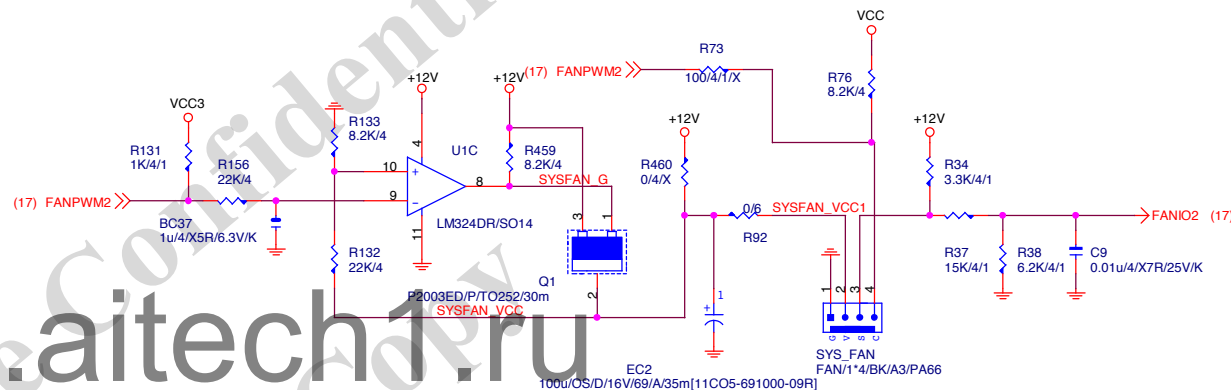 VCC
R73
(17) FANPWM2
100/4/1/X
R76
8.2K/4
+12V
+12V
+12V
+12V
VCC3
R133
8.2K/4
R131
1K/4/1
R156
22K/4
4
U1C
R459
8.2K/4
R460
0/4/X
R34
3.3K/4/1
10
+
8
SYSFAN_G
9
-
(17) FANPWM2
0/6
SYSFAN_VCC1
FANIO2 (17)
BC37
1u/4/X5R/6.3V/K
11
LM324DR/SO14
3
1
R92
R132
22K/4
R37
15K/4/1
R38
6.2K/4/1
C9
0.01u/4/X7R/25V/K
Q1
2
P2003ED/P/TO252/30m
SYSFAN_VCC
+
1
1
2
3
4
G
V
S
C
SYS_FAN
FAN/1*4/BK/A3/PA66
EC2
100u/OS/D/16V/69/A/35m[11CO5-691000-09R]
Confident
Copy
.aitech1.ru